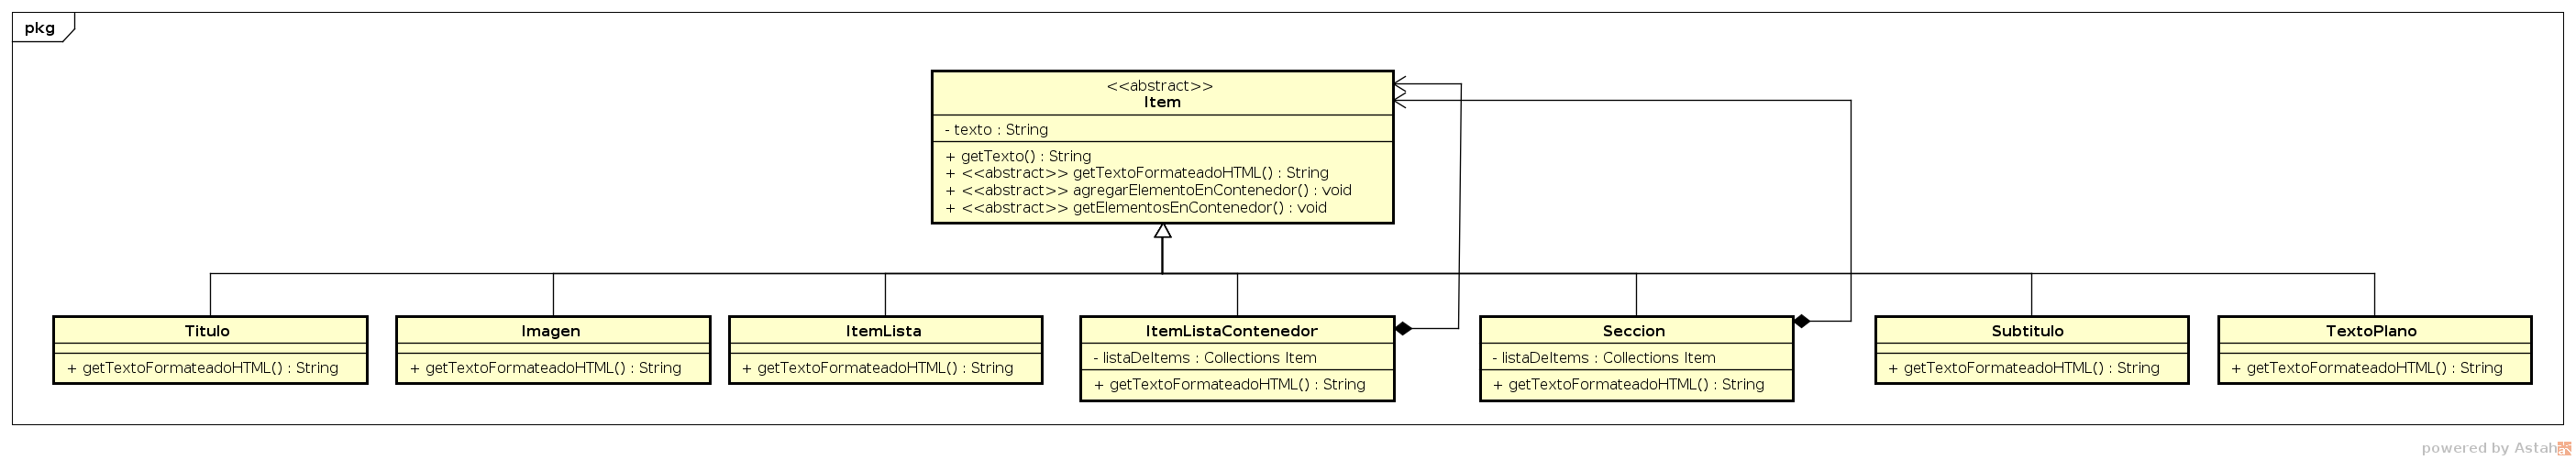 pkg
<<abstract>>
Item
- texto : String
+ getTexto() : String
+ <<abstract>> getTextoFormateadoHTML() : String
+ <<abstract>> agregarElementoEnContenedor() : void
+ <<abstract>> getElementosEnContenedor() : void
Titulo
+ getTextoFormateadoHTML() : String
Imagen
+ getTextoFormateadoHTML() : String
ItemLista
+ getTextoFormateadoHTML() : String
ItemListaContenedor
- listaDeItems : Collections Item
+ getTextoFormateadoHTML() : String
Seccion
- listaDeItems : Collections Item
+ getTextoFormateadoHTML() : String
Subtitulo
+ getTextoFormateadoHTML() : String
TextoPlano
+ getTextoFormateadoHTML() : String
powered by Astah